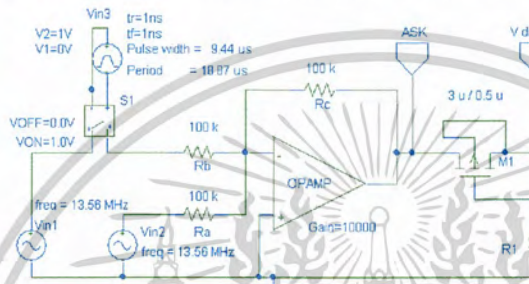 Vin3
tr=1ns
tf=1ns
V2=1V
V1=0V
Pulse width = 9.44 us
Period = 18.87 us
S1
VOFF=0.0V
VON=1.0V
100 k
Rb
100 k
Ra
100 k
Rc
ASK
V d
3 u / 0.5 u
M1
OPAMP
Gain=10000
freq = 13.56 MHz
Vin1
Vin2
freq = 13.56 MHz
R1